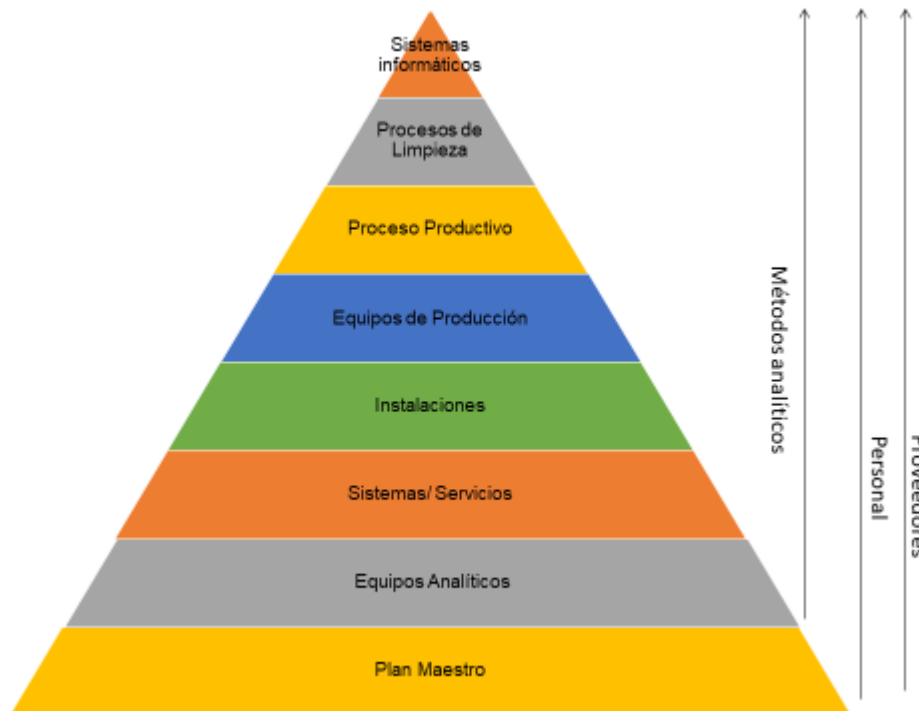 Sistemas
informáticos
Procesos de
Limpieza
Proceso Productivo
Equipos de Producción
Instalaciones
Sistemas/ Servicios
Equipos Analíticos
Plan Maestro
Métodos analíticos
Personal
Proveedores